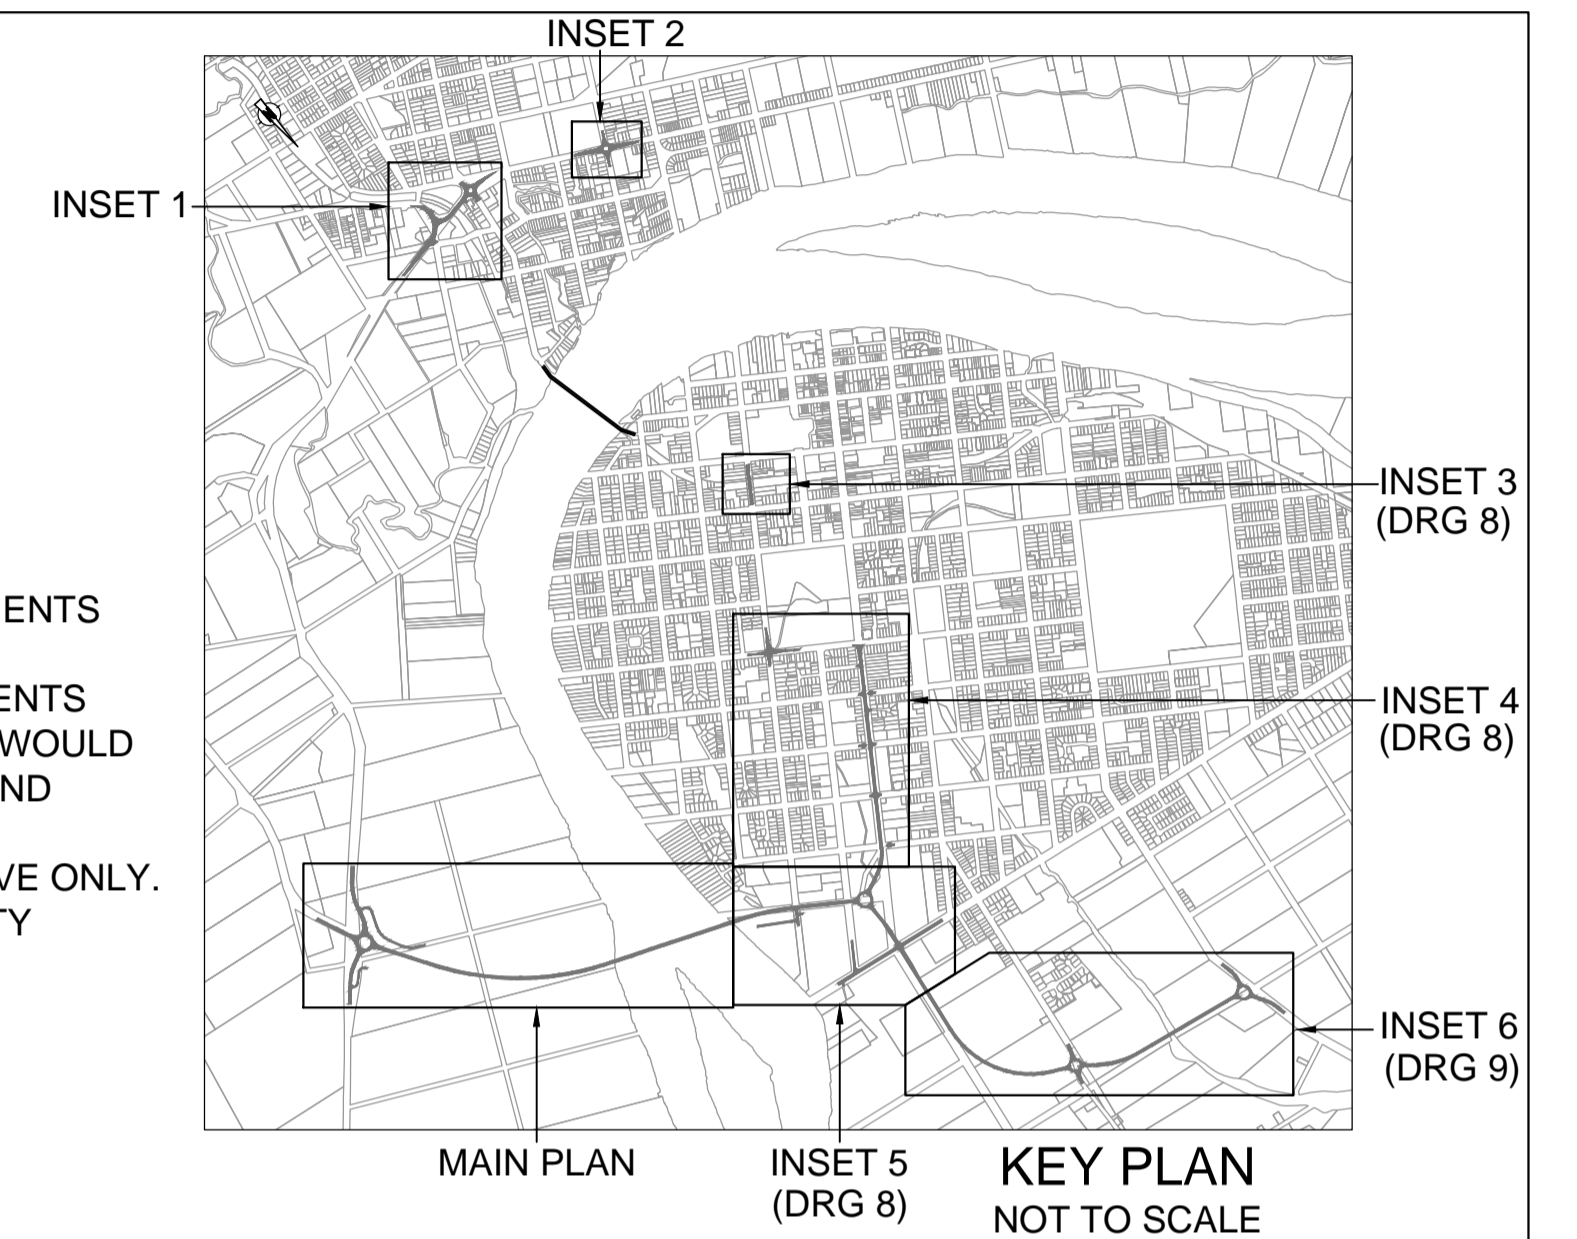 INSET 2
INSET 1
INSET 3
(DRG 8)
ENTS
ENTS
WOULD
ND
INSET 4
(DRG 8)
VE ONLY.
TY
INSET 6
(DRG 9)
MAIN PLAN
INSET 5
(DRG 8)
KEY PLAN
NOT TO SCALE